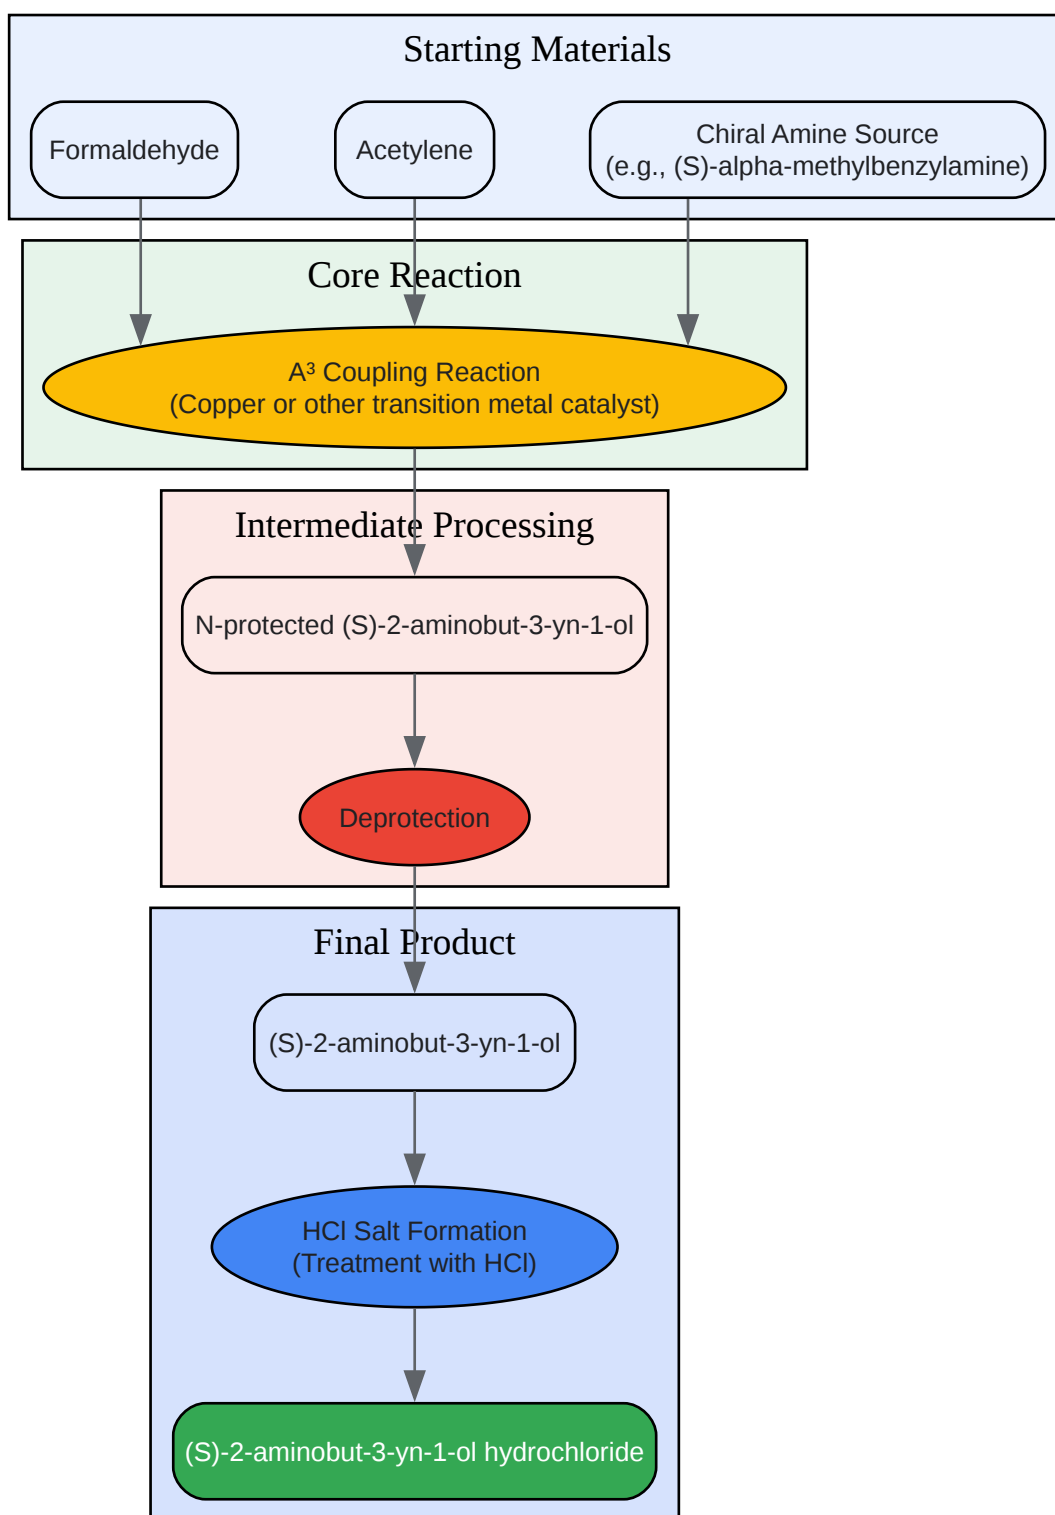 Starting Materials
Formaldehyde
Acetylene
Chiral Amine Source
(e.g., (S)-alpha-methylbenzylamine)
Core Reaction
A³ Coupling Reaction
(Copper or other transition metal catalyst)
Intermediate Processing
N-protected (S)-2-aminobut-3-yn-1-ol
Deprotection
Final Product
(S)-2-aminobut-3-yn-1-ol
HCl Salt Formation
(Treatment with HCl)
(S)-2-aminobut-3-yn-1-ol hydrochloride